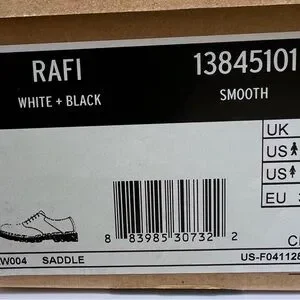 RAFI 13845101
WHITE + BLACK SMOOTH
UK
US
US
EU
8 83985 30732 2
W004 SADDLE
US-F041128